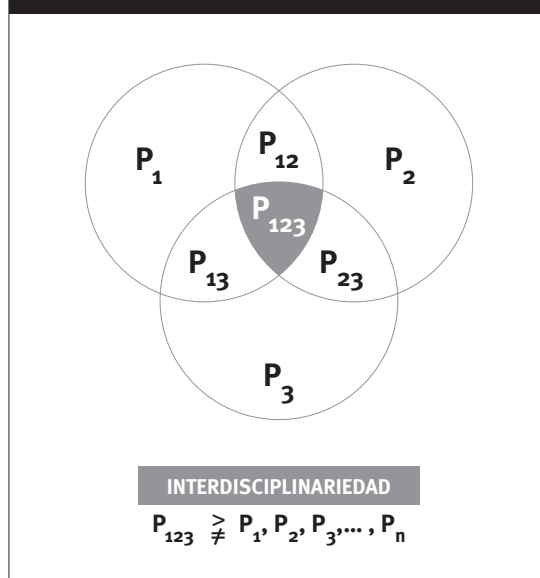 P₁ P₁₂ P₂
P₁₂₃
P₁₃ P₂₃
P₃
INTERDISCIPLINARIEDAD
P₁₂₃ ≩ P₁, P₂, P₃,... , Pₙ